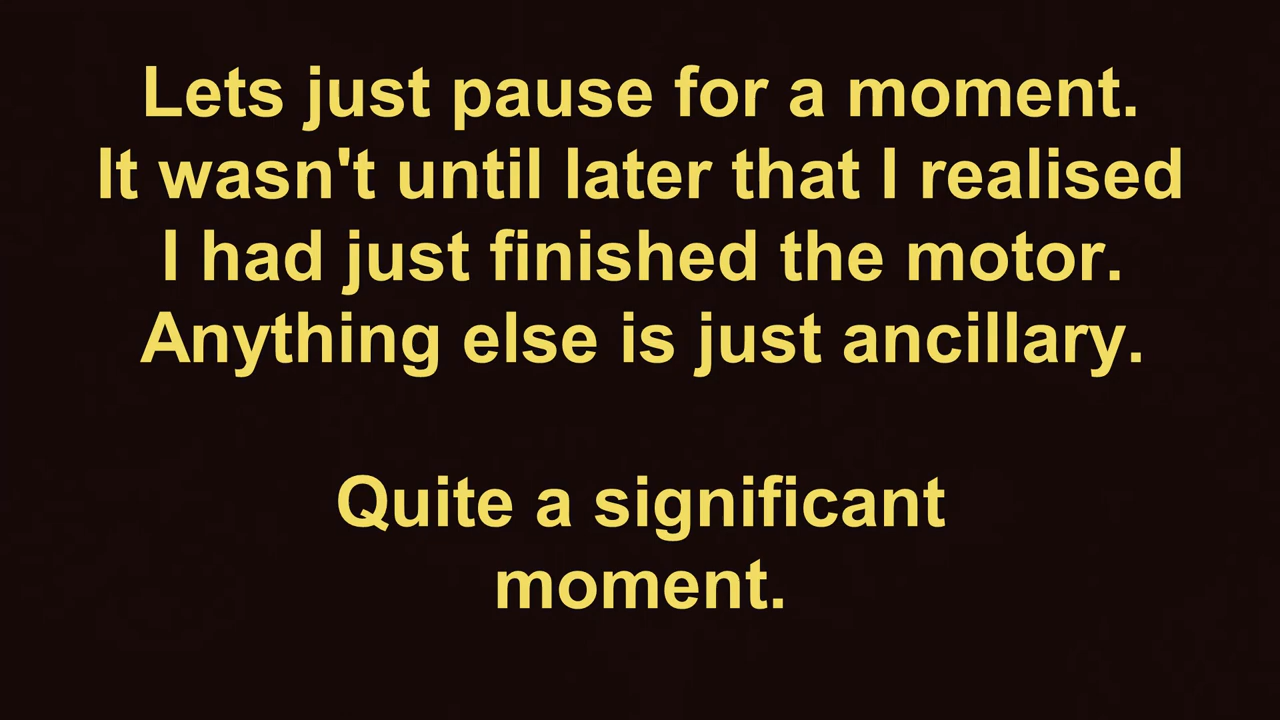 Lets just pause for a moment.
It wasn't until later that I realised
I had just finished the motor.
Anything else is just ancillary.
Quite a significant
moment.